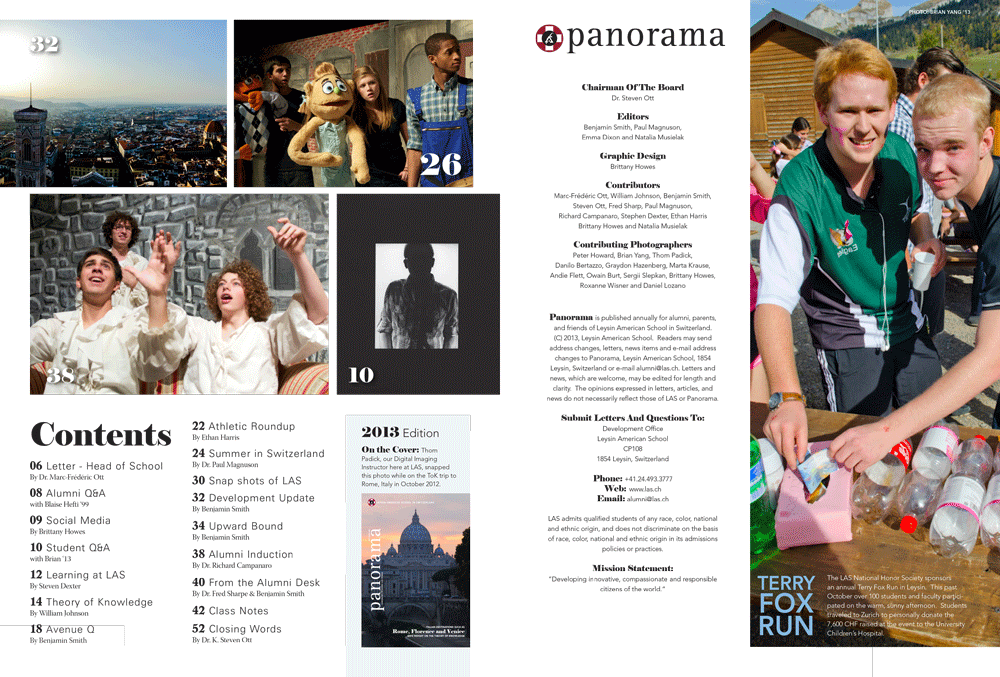 32
26
38
10
Contents
06 Letter - Head of School
By Dr. Marc-Frederic Ott
08 Alumni Q&A
with Blaise Hefti '99
09 Social Media
By Brittany Howes
10 Student Q&A
with Brian '13
12 Learning at LAS
By Steven Dexter
14 Theory of Knowledge
By William Johnson
18 Avenue Q
By Benjamin Smith
22 Athletic Roundup
By Ethan Harris
24 Summer in Switzerland
By Dr. Paul Magnuson
30 Snap shots of LAS
32 Development Update
By Benjamin Smith
34 Upward Bound
By Benjamin Smith
38 Alumni Induction
By Dr. Richard Campanaro
40 From the Alumni Desk
By Dr. Fred Sharpe & Benjamin Smith
42 Class Notes
52 Closing Words
By Dr. K. Steven Ott
2013 Edition
On the Cover: Thom
Padick, our Digital Imaging
Instructor here at LAS, snapped
this photo while on the ToK trip to
Rome, Italy in October 2012.
panorama
Rome, Florence and Venice
panorama
Chairman Of The Board
Dr. Steven Ott
Editors
Benjamin Smith, Paul Magnuson,
Emma Dixon and Natalia Musielak
Graphic Design
Brittany Howes
Contributors
Marc-Frédéric Ott, William Johnson, Benjamin Smith,
Steven Ott, Fred Sharp, Paul Magnuson,
Richard Campanaro, Stephen Dexter, Ethan Harris
Brittany Howes and Natalia Musielak
Contributing Photographers
Peter Howard, Brian Yang, Thom Padick,
Danilo Bertazzo, Graydon Hazenberg, Marta Krause,
Andie Flett, Owain Burt, Sergii Slepkan, Brittany Howes,
Roxanne Wisner and Daniel Lozano
Panorama is published annually for alumni, parents,
and friends of Leysin American School in Switzerland.
(C) 2013, Leysin American School. Readers may send
address changes, letters, news items and e-mail address
changes to Panorama, Leysin American School, 1854
Leysin, Switzerland or e-mail alumni@las.ch. Letters and
news, which are welcome, may be edited for length and
clarity. The opinions expressed in letters, articles, and
news do not necessarily reflect those of LAS or Panorama.
Submit Letters And Questions To:
Development Office
Leysin American School
CP108
1854 Leysin, Switzerland
Phone: +41.24.493.3777
Web: www.las.ch
Email: alumni@las.ch
LAS admits qualified students of any race, color, national
and ethnic origin, and does not discriminate on the basis
of race, color, national and ethnic origin in its admissions
policies or practices.
Mission Statement:
"Developing innovative, compassionate and responsible
citizens of the world."
PHOTO: BRIAN YANG '13
Eagles
TERRY
FOX
RUN
The LAS National Honor Society sponsors
an annual Terry Fox Run in Leysin. This past
October over 100 students and faculty partici-
pated on the warm, sunny afternoon. Students
traveled to Zurich to personally donate the
7,600 CHF raised at the event to the University
Children's Hospital.